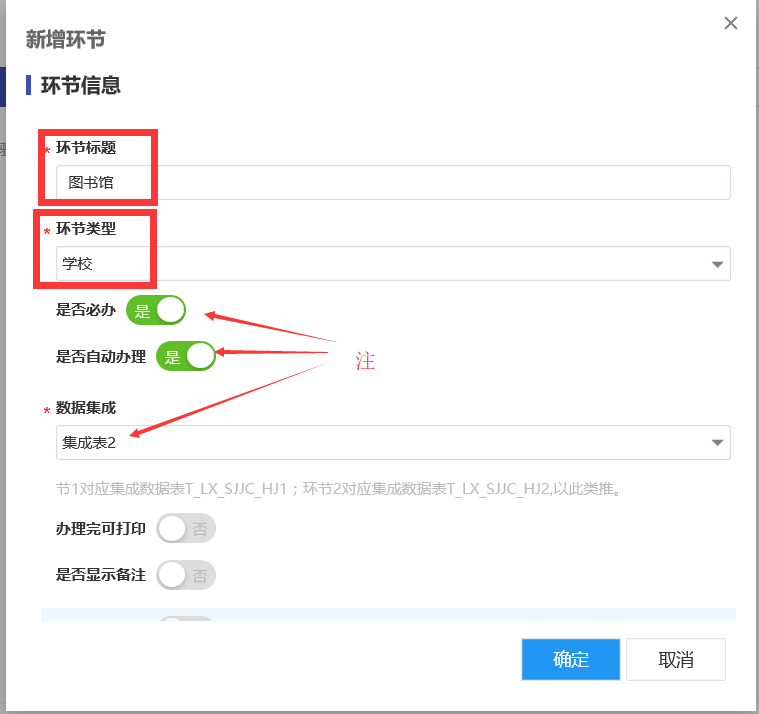 新增环节
环节信息
* 环节标题
图书馆
* 环节类型
学校
是否必办 是
是否自动办理 是
注
* 数据集成
集成表2
节1对应集成数据表T_LX_SJJC_HJ1；环节2对应集成数据表T_LX_SJJC_HJ2,以此类推。
办理完可打印 否
是否显示备注 否
确定 取消